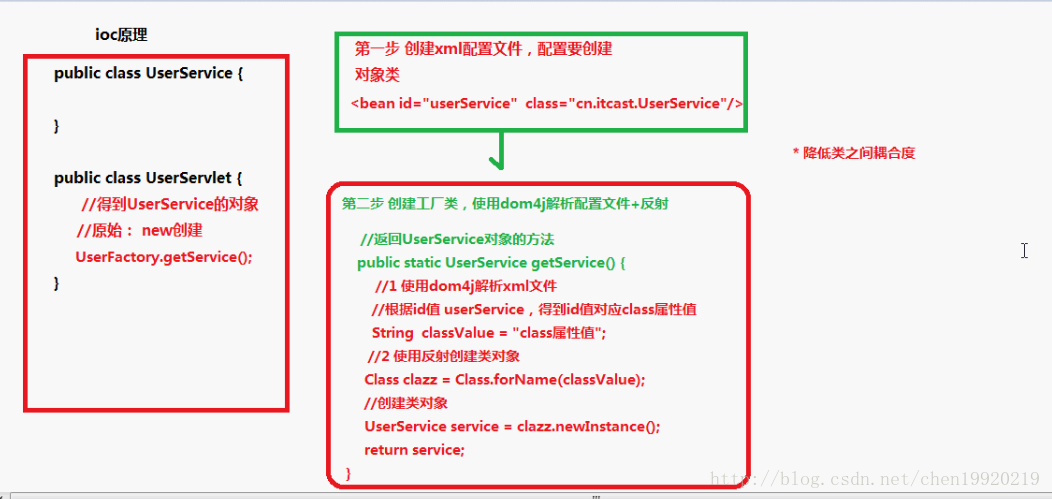 ioc原理
public class UserService {
}
public class UserServlet {
//得到UserService的对象
//原始： new创建
UserFactory.getService();
}
第一步 创建xml配置文件，配置要创建
对象类
<bean id="userService" class="cn.itcast.UserService"/>
* 降低类之间耦合度
第二步 创建工厂类，使用dom4j解析配置文件+反射
//返回UserService对象的方法
public static UserService getService() {
//1 使用dom4j解析xml文件
//根据id值 userService，得到id值对应class属性值
String classValue = "class属性值";
//2 使用反射创建类对象
Class clazz = Class.forName(classValue);
//创建类对象
UserService service = clazz.newInstance();
return service;
}
http://blog.csdn.net/chen19920219